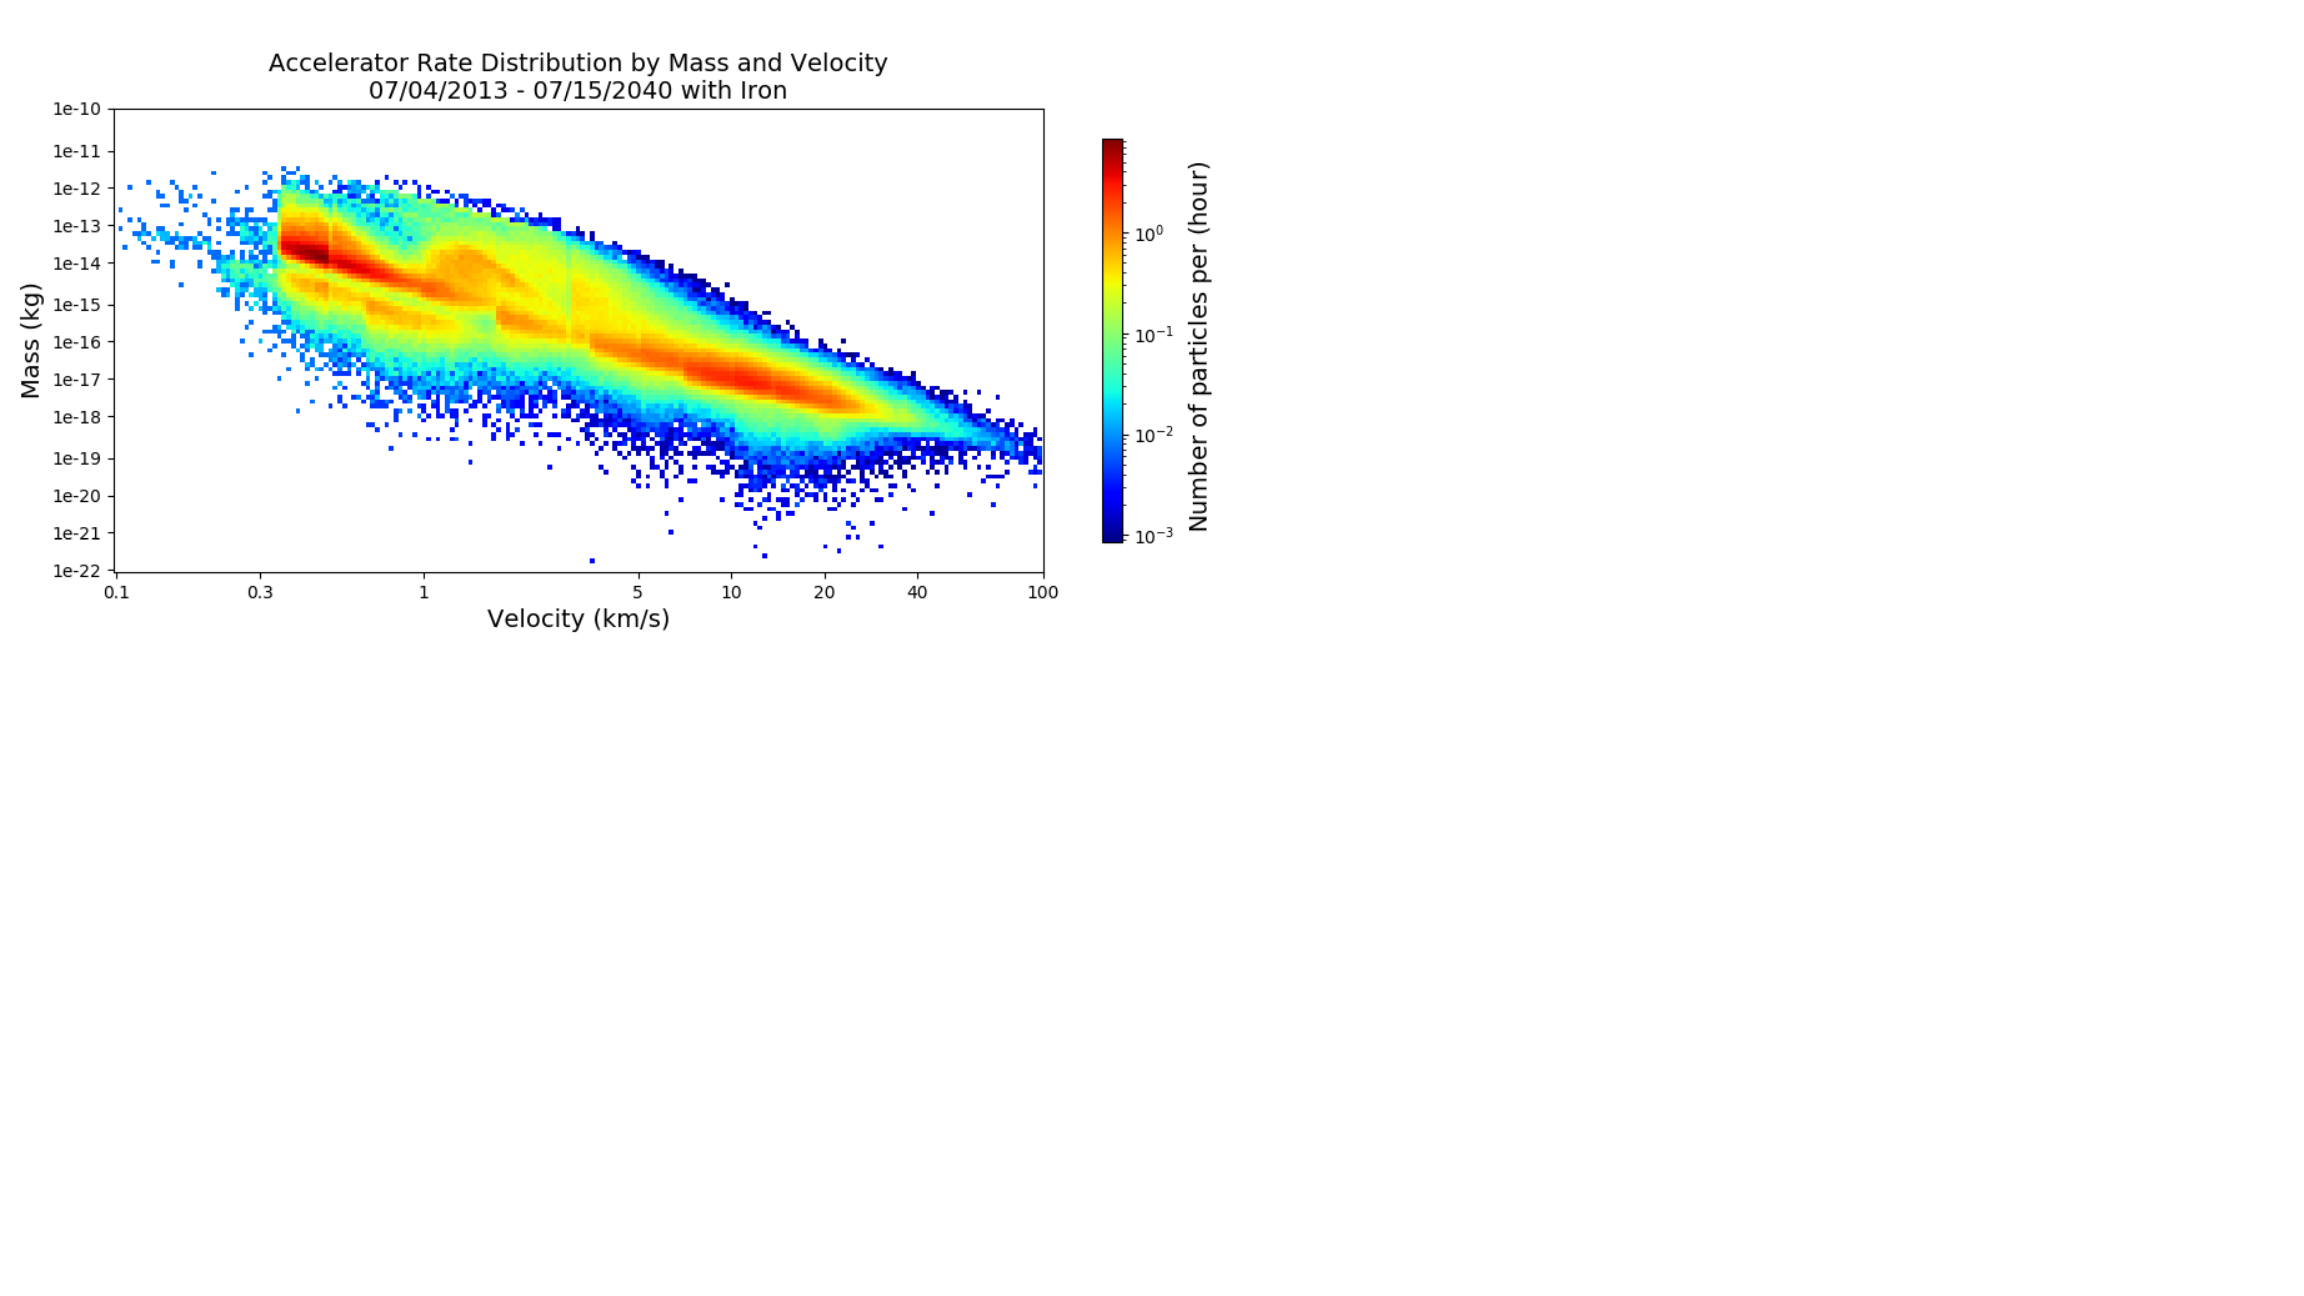 Accelerator Rate Distribution by Mass and Velocity
07/04/2013 - 07/15/2040 with Iron
1e-10
1e-11
1e-12
1e-13
1e-14
1e-15
1e-16
1e-17
1e-18
1e-19
1e-20
1e-21
1e-22
Mass (kg)
0.1 0.3 1 5 10 20 40 100
Velocity (km/s)
10⁰
10⁻¹
10⁻²
10⁻³
Number of particles per (hour)